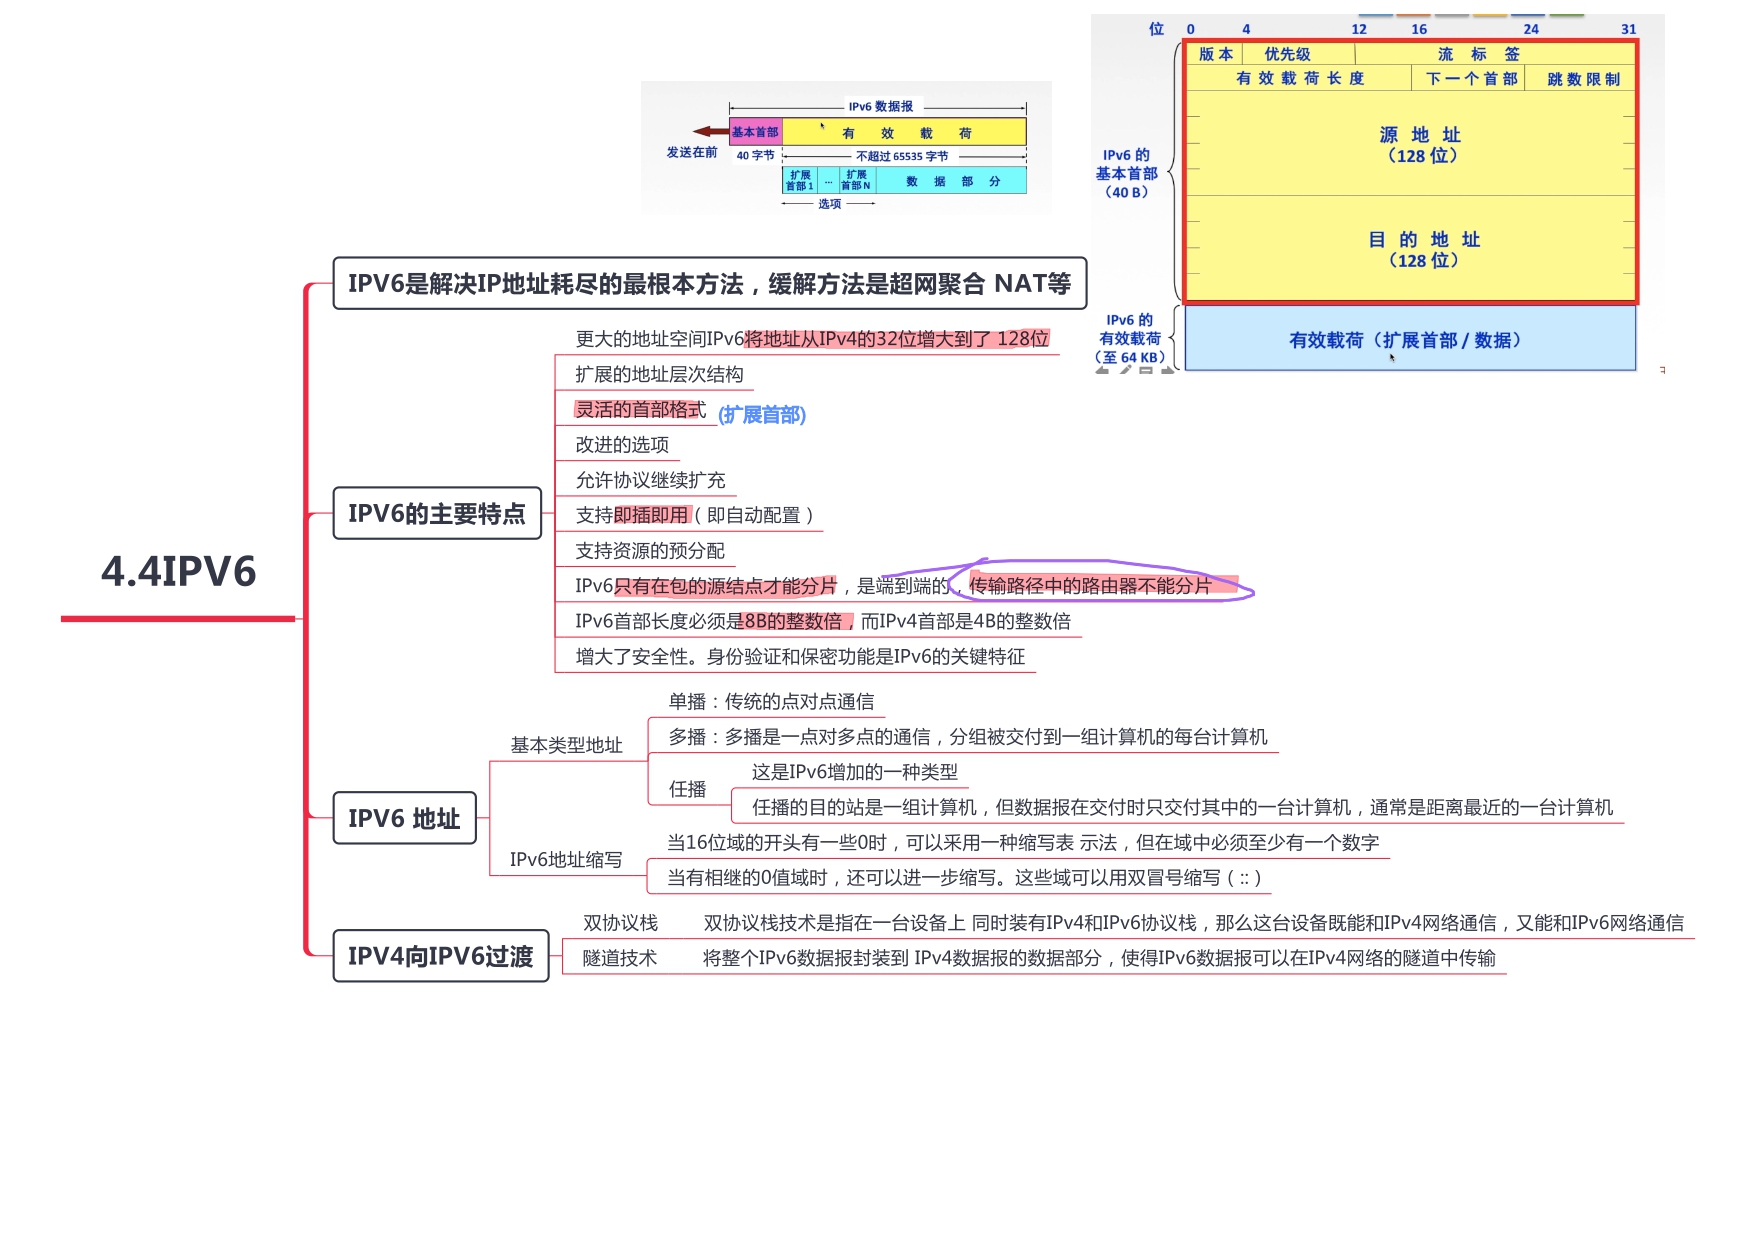 位 0 4 12 16 24 31
版 本 优先级 流 标 签
有 效 载 荷 长 度 下 一 个 首 部 跳 数 限 制
源 地 址
（128 位）
IPv6 的
基本首部
（40 B）
目 的 地 址
（128 位）
IPv6 的
有效载荷
（至 64 KB）
有效载荷（扩展首部 / 数据）
IPv6 数据报
发送在前
基本首部 有 效 载 荷
40 字节 不超过 65535 字节
扩展
首部 1
...
扩展
首部 N
数 据 部 分
选项
4.4IPV6
IPV6是解决IP地址耗尽的最根本方法，缓解方法是超网聚合 NAT等
IPV6的主要特点
更大的地址空间IPv6将地址从IPv4的32位增大到了 128位
扩展的地址层次结构
灵活的首部格式 (扩展首部)
改进的选项
允许协议继续扩充
支持即插即用（即自动配置）
支持资源的预分配
IPv6只有在包的源结点才能分片，是端到端的，传输路径中的路由器不能分片
IPv6首部长度必须是8B的整数倍，而IPv4首部是4B的整数倍
增大了安全性。身份验证和保密功能是IPv6的关键特征
IPV6 地址
基本类型地址
单播：传统的点对点通信
多播：多播是一点对多点的通信，分组被交付到一组计算机的每台计算机
任播
这是IPv6增加的一种类型
任播的目的站是一组计算机，但数据报在交付时只交付其中的一台计算机，通常是距离最近的一台计算机
IPv6地址缩写
当16位域的开头有一些0时，可以采用一种缩写表 示法，但在域中必须至少有一个数字
当有相继的0值域时，还可以进一步缩写。这些域可以用双冒号缩写（::）
IPV4向IPV6过渡
双协议栈 双协议栈技术是指在一台设备上 同时装有IPv4和IPv6协议栈，那么这台设备既能和IPv4网络通信，又能和IPv6网络通信
隧道技术 将整个IPv6数据报封装到 IPv4数据报的数据部分，使得IPv6数据报可以在IPv4网络的隧道中传输